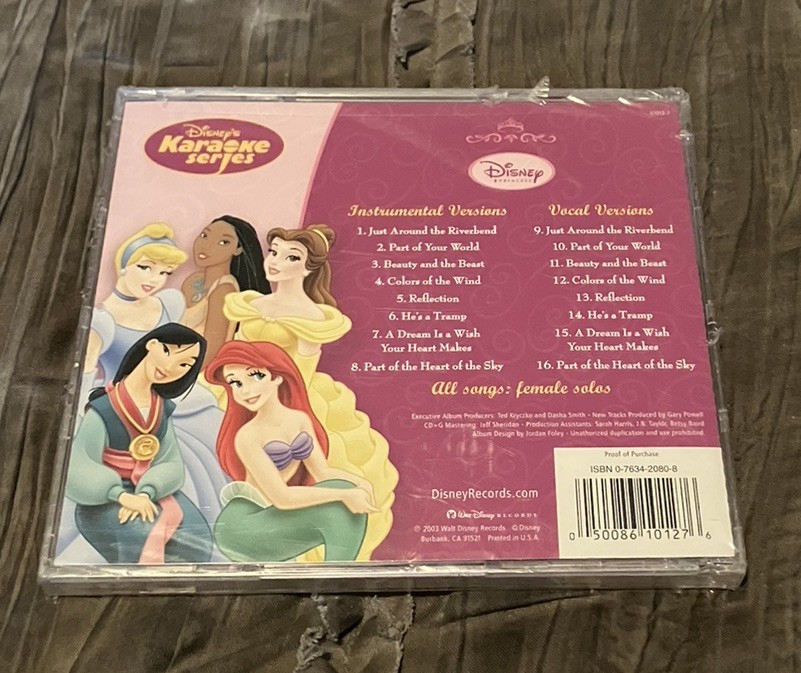 Disney's
Karaoke
series
Disney
PRINCESS
Instrumental Versions
1. Just Around the Riverbend
2. Part of Your World
3. Beauty and the Beast
4. Colors of the Wind
5. Reflection
6. He's a Tramp
7. A Dream Is a Wish
Your Heart Makes
8. Part of the Heart of the Sky
Vocal Versions
9. Just Around the Riverbend
10. Part of Your World
11. Beauty and the Beast
12. Colors of the Wind
13. Reflection
14. He's a Tramp
15. A Dream Is a Wish
Your Heart Makes
16. Part of the Heart of the Sky
All songs: female solos
Executive Album Producers: Ted Kryczko and Dasha Smith - New Tracks Produced by Gary Powell
CD+G Mastering: Jeff Sheridan - Production Assistants: Sarah Harris, J.R. Taylor, Betsy Baird
Album Design by Jordan Foley - Unauthorized duplication and use prohibited
DisneyRecords.com
Walt Disney RECORDS
© 2003 Walt Disney Records © Disney
Burbank, CA 91521 Printed in U.S.A.
Proof of Purchase
ISBN 0-7634-2080-8
0 50086 10127 6